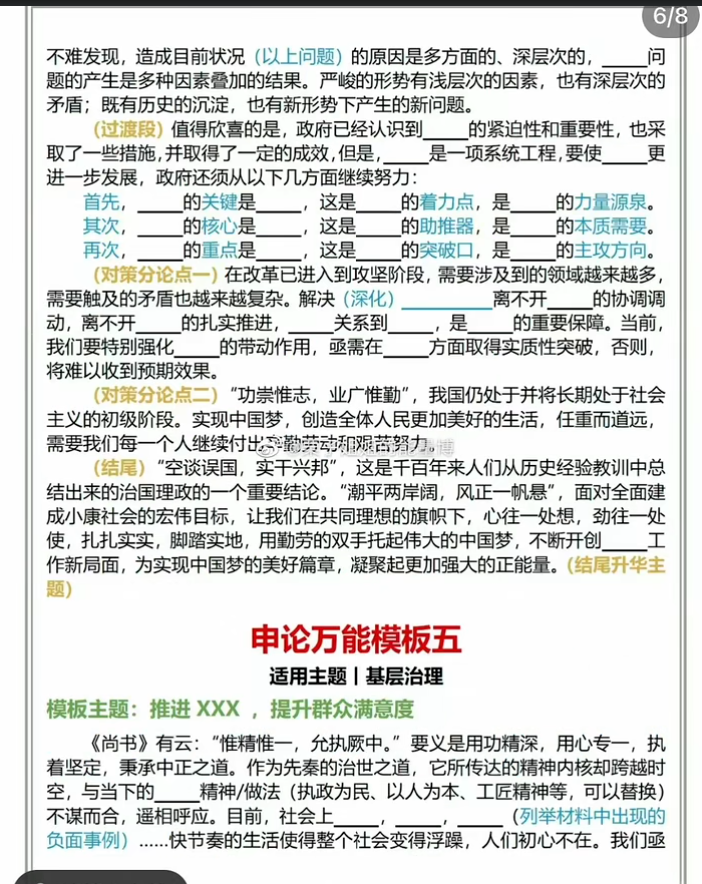 6/8
不难发现，造成目前状况（以上问题）的原因是多方面的、深层次的，_____问
题的产生是多种因素叠加的结果。严峻的形势有浅层次的因素，也有深层次的
矛盾；既有历史的沉淀，也有新形势下产生的新问题。
（过渡段）值得欣喜的是，政府已经认识到_____的紧迫性和重要性，也采
取了一些措施，并取得了一定的成效，但是，_____是一项系统工程，要使_____更
进一步发展，政府还须从以下几方面继续努力：
首先，_____的关键是_____，这是_____的着力点，是_____的力量源泉。
其次，_____的核心是_____，这是_____的助推器，是_____的本质需要。
再次，_____的重点是_____，这是_____的突破口，是_____的主攻方向。
（对策分论点一）在改革已进入到攻坚阶段，需要涉及到的领域越来越多，
需要触及的矛盾也越来越复杂。解决（深化）__________离不开_____的协调调
动，离不开_____的扎实推进，_____关系到_____，是_____的重要保障。当前，
我们要特别强化_____的带动作用，亟需在_____方面取得实质性突破，否则，
将难以收到预期效果。
（对策分论点二）“功崇惟志，业广惟勤”，我国仍处于并将长期处于社会
主义的初级阶段。实现中国梦，创造全体人民更加美好的生活，任重而道远，
需要我们每一个人继续付出辛勤劳动和艰苦努力。
（结尾）“空谈误国，实干兴邦”，这是千百年来人们从历史经验教训中总
结出来的治国理政的一个重要结论。“潮平两岸阔，风正一帆悬”，面对全面建
成小康社会的宏伟目标，让我们在共同理想的旗帜下，心往一处想，劲往一处
使，扎扎实实，脚踏实地，用勤劳的双手托起伟大的中国梦，不断开创_____工
作新局面，为实现中国梦的美好篇章，凝聚起更加强大的正能量。（结尾升华主
题）
申论万能模板五
适用主题丨基层治理
模板主题：推进 XXX ，提升群众满意度
《尚书》有云：“惟精惟一，允执厥中。”要义是用功精深，用心专一，执
着坚定，秉承中正之道。作为先秦的治世之道，它所传达的精神内核却跨越时
空，与当下的_____精神/做法（执政为民、以人为本、工匠精神等，可以替换）
不谋而合，遥相呼应。目前，社会上_____，_____，_____（列举材料中出现的
负面事例）……快节奏的生活使得整个社会变得浮躁，人们初心不在。我们亟